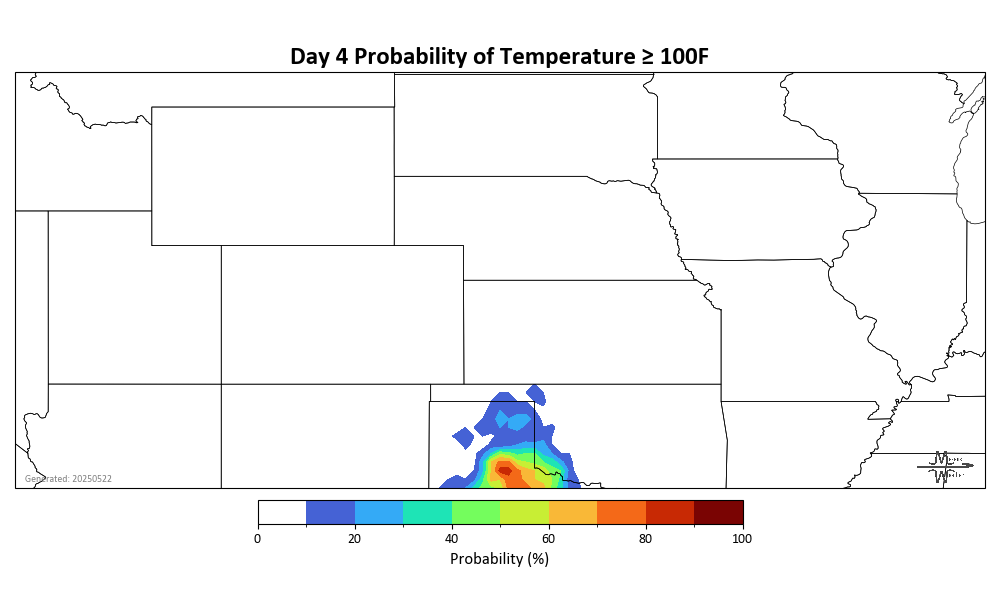 Day 4 Probability of Temperature ≥ 100F
Generated: 20250522
0 20 40 60 80 100
Probability (%)